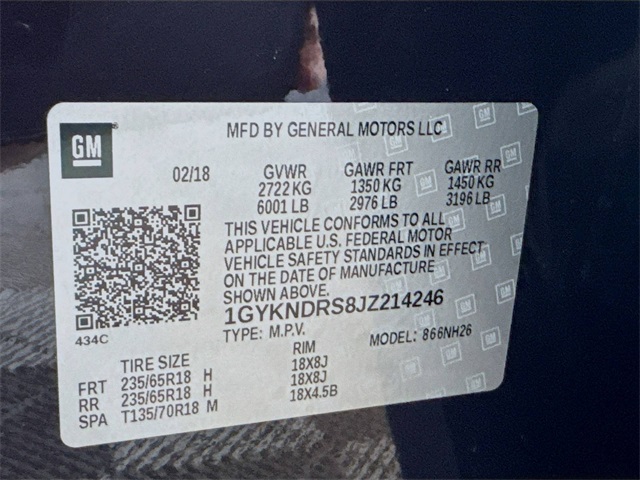 GM
MFD BY GENERAL MOTORS LLC
02/18 GVWR GAWR FRT GAWR RR
2722 KG 1350 KG 1450 KG
6001 LB 2976 LB 3196 LB
THIS VEHICLE CONFORMS TO ALL
APPLICABLE U.S. FEDERAL MOTOR
VEHICLE SAFETY STANDARDS IN EFFECT
ON THE DATE OF MANUFACTURE
SHOWN ABOVE.
1GYKNDRS8JZ214246
434C
TYPE: M.P.V. MODEL: 866NH26
TIRE SIZE RIM
FRT 235/65R18 H 18X8J
RR 235/65R18 H 18X8J
SPA T135/70R18 M 18X4.5B